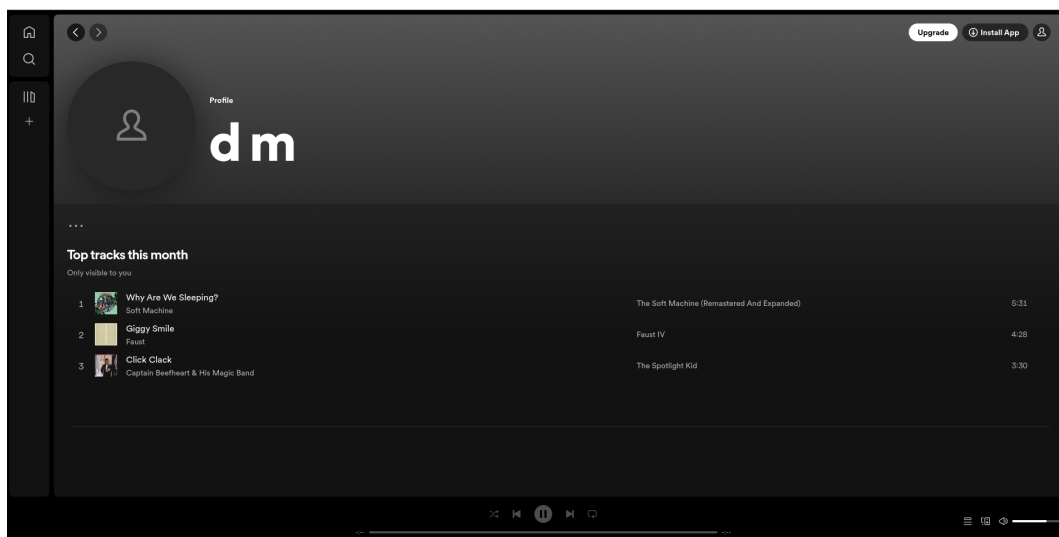 Upgrade
Install App
Profile
d m
...
Top tracks this month
Only visible to you
1
Why Are We Sleeping?
Soft Machine
The Soft Machine (Remastered And Expanded)
5:31
2
Giggy Smile
Faust
Faust IV
4:28
3
Click Clack
Captain Beefheart & His Magic Band
The Spotlight Kid
3:30
-:--
-:--